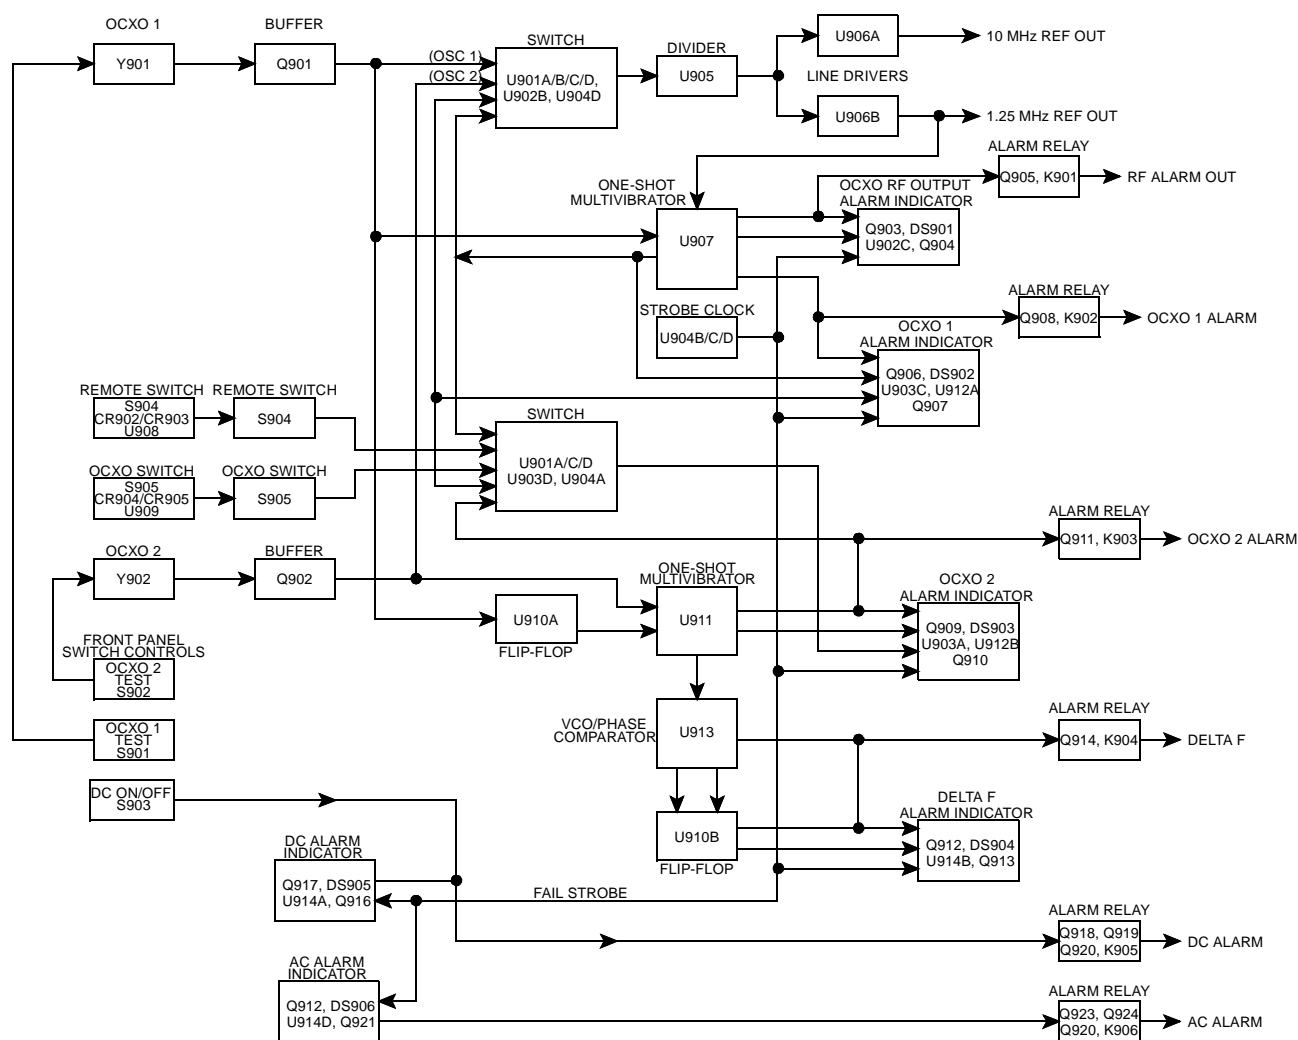 OCXO 1
BUFFER
Y901
Q901
(OSC 1)
(OSC 2)
SWITCH
U901A/B/C/D,
U902B, U904D
DIVIDER
U905
U906A
10 MHz REF OUT
LINE DRIVERS
U906B
1.25 MHz REF OUT
ALARM RELAY
Q905, K901
RF ALARM OUT
ONE-SHOT
MULTIVIBRATOR
U907
OCXO RF OUTPUT
ALARM INDICATOR
Q903, DS901
U902C, Q904
STROBE CLOCK
U904B/C/D
ALARM RELAY
Q908, K902
OCXO 1 ALARM
OCXO 1
ALARM INDICATOR
Q906, DS902
U903C, U912A
Q907
REMOTE SWITCH
S904
CR902/CR903
U908
REMOTE SWITCH
S904
SWITCH
U901A/C/D
U903D, U904A
OCXO SWITCH
S905
CR904/CR905
U909
OCXO SWITCH
S905
ALARM RELAY
Q911, K903
OCXO 2 ALARM
OCXO 2
Y902
BUFFER
Q902
ONE-SHOT
MULTIVIBRATOR
U911
U910A
FLIP-FLOP
OCXO 2
ALARM INDICATOR
Q909, DS903
U903A, U912B
Q910
FRONT PANEL
SWITCH CONTROLS
OCXO 2
TEST
S902
OCXO 1
TEST
S901
VCO/PHASE
COMPARATOR
U913
ALARM RELAY
Q914, K904
DELTA F
DC ON/OFF
S903
U910B
FLIP-FLOP
DELTA F
ALARM INDICATOR
Q912, DS904
U914B, Q913
DC ALARM
INDICATOR
Q917, DS905
U914A, Q916
FAIL STROBE
ALARM RELAY
Q918, Q919
Q920, K905
DC ALARM
AC ALARM
INDICATOR
Q912, DS906
U914D, Q921
ALARM RELAY
Q923, Q924
Q920, K906
AC ALARM